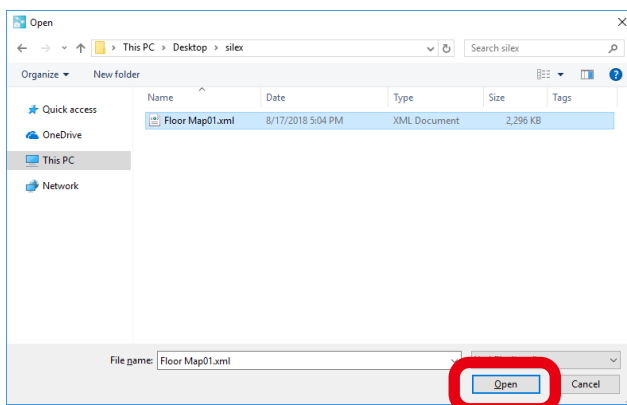 Open
This PC > Desktop > silex
Search silex
Organize
New folder
Name
Date
Type
Size
Tags
Quick access
OneDrive
This PC
Network
Floor Map01.xml
8/17/2018 5:04 PM
XML Document
2,296 KB
File name:
Floor Map01.xml
Open
Cancel